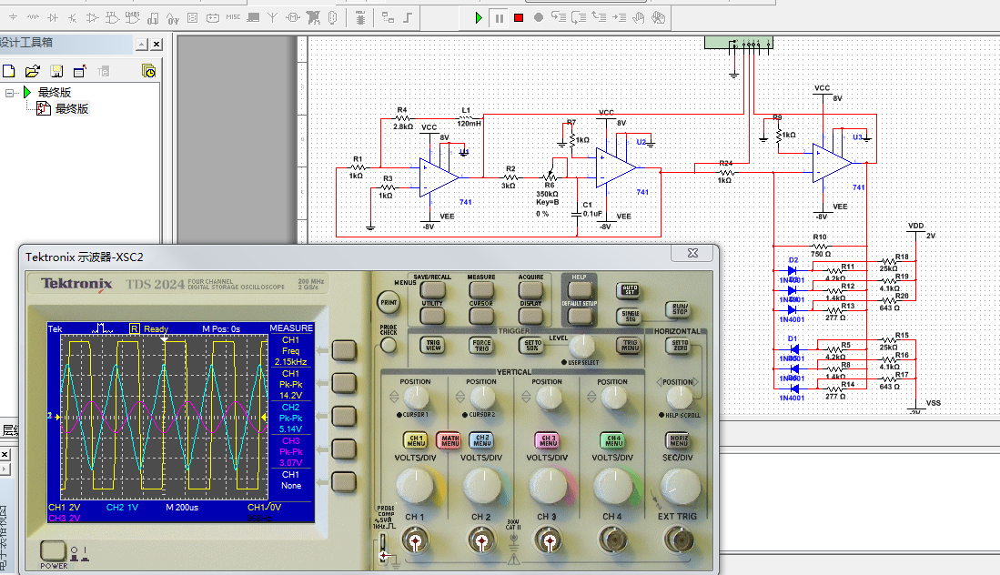 MISC
设计工具箱
最终版
最终版
R4
2.8kΩ
L1
120mH
VCC
8V
U1
R1
1kΩ
R3
1kΩ
741
VEE
-8V
R2
3kΩ
R6
350kΩ
Key=B
0 %
R7
1kΩ
VCC
8V
U2
741
C1
0.1uF
VEE
-8V
R24
1kΩ
R9
1kΩ
VCC
8V
U3
741
VEE
-8V
R10
750 Ω
VDD
2V
D2
1N4001
1N4001
R11
4.2kΩ
R12
1.4kΩ
R13
277 Ω
R18
25kΩ
R19
4.1kΩ
R20
643 Ω
D1
1N4001
R5
4.2kΩ
R8
1.4kΩ
R14
277 Ω
R15
25kΩ
R16
4.1kΩ
R17
643 Ω
VSS
-2V
Tektronix 示波器-XSC2
Tektronix TDS 2024 FOUR CHANNEL
DIGITAL STORAGE OSCILLOSCOPE
200 MHz
2 GS/s
Tek
R Ready
M Pos: 0s
MEASURE
CH1
Freq
2.15kHz
CH1
Pk-Pk
14.2V
CH2
Pk-Pk
5.14V
CH3
Pk-Pk
3.07V
CH1
None
1
CH1 2V
CH2 1V
M 200us
CH1/0V
CH3 2V
POWER
MENUS
SAVE/RECALL
MEASURE
ACQUIRE
HELP
PRINT
UTILITY
CURSOR
DISPLAY
DEFAULT SETUP
AUTO SET
SINGLE SEQ
RUN/STOP
PROBE CHECK
TRIGGER
HORIZONTAL
TRIG VIEW
FORCE TRIG
SET TO 50%
LEVEL
USER SELECT
TRIG MENU
SET TO ZERO
VERTICAL
POSITION
POSITION
POSITION
POSITION
POSITION
CURSOR 1
CURSOR 2
HELP SCROLL
CH 1 MENU
MATH MENU
CH 2 MENU
CH 3 MENU
CH 4 MENU
HORIZ MENU
VOLTS/DIV
VOLTS/DIV
VOLTS/DIV
VOLTS/DIV
SEC/DIV
PROBE COMP
~5V@
1kHz
CH 1
CH 2
300V
CAT II
CH 3
CH 4
EXT TRIG